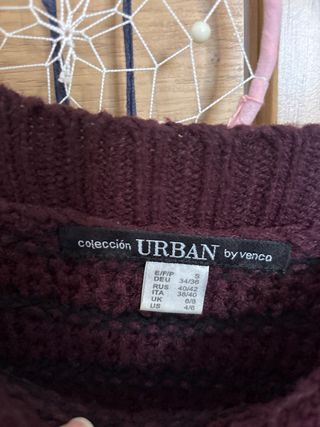 colección URBAN by venca
E/F/P S
DEU 34/36
RUS 40/42
ITA 38/40
UK 6/8
US 4/6